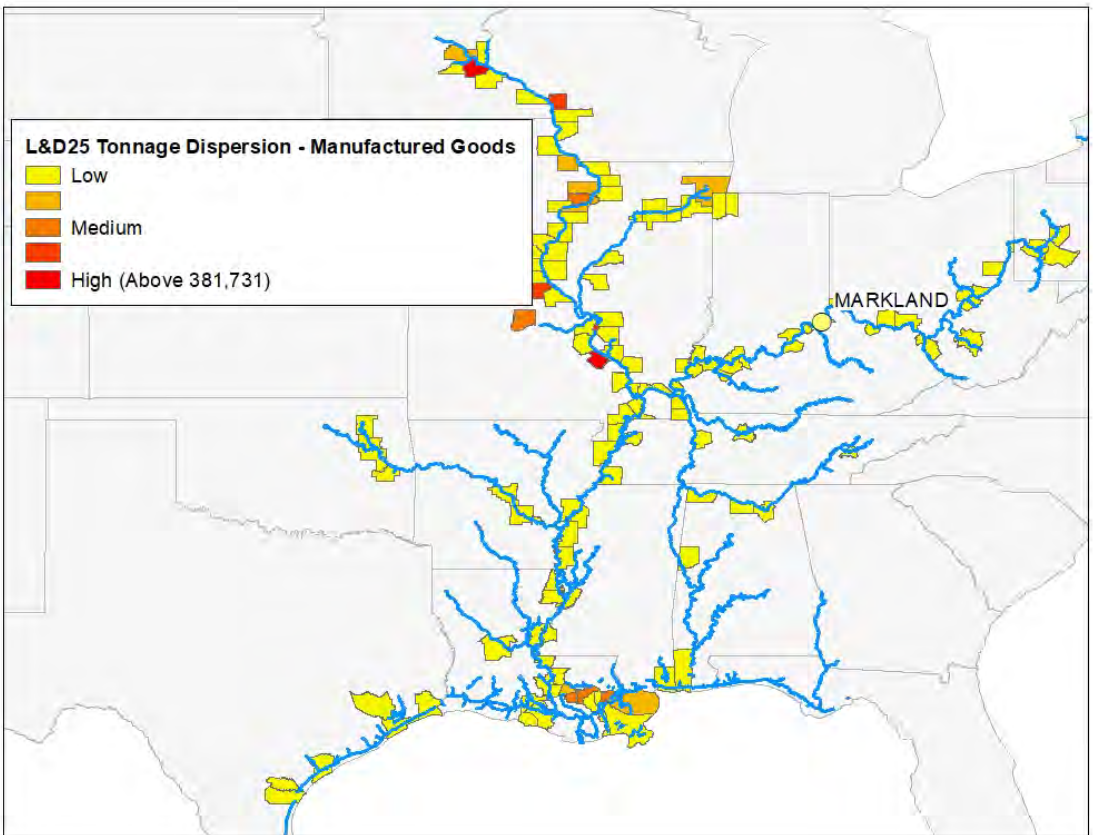 L&D25 Tonnage Dispersion - Manufactured Goods
Low
Medium
High (Above 381,731)
MARKLAND